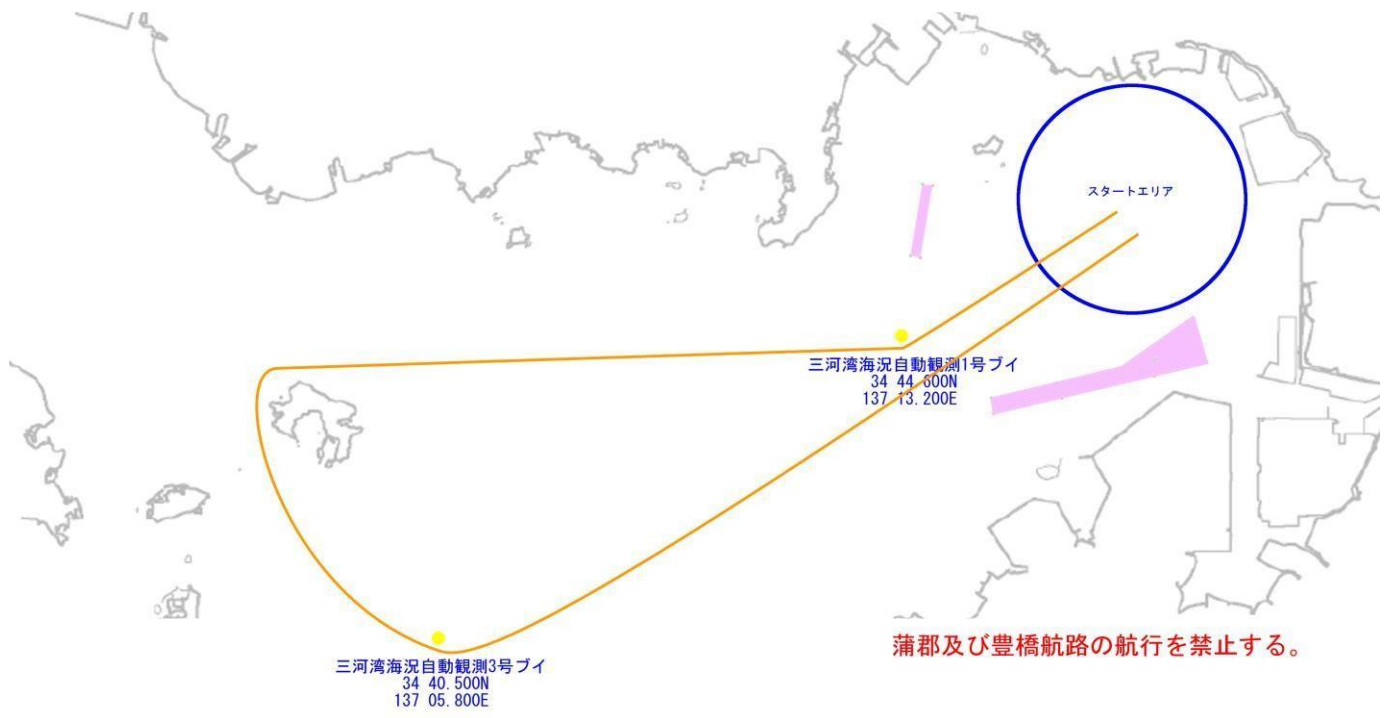 スタートエリア
三河湾海況自動観測1号ブイ
34 44.600N
137 13.200E
蒲郡及び豊橋航路の航行を禁止する。
三河湾海況自動観測3号ブイ
34 40.500N
137 05.800E